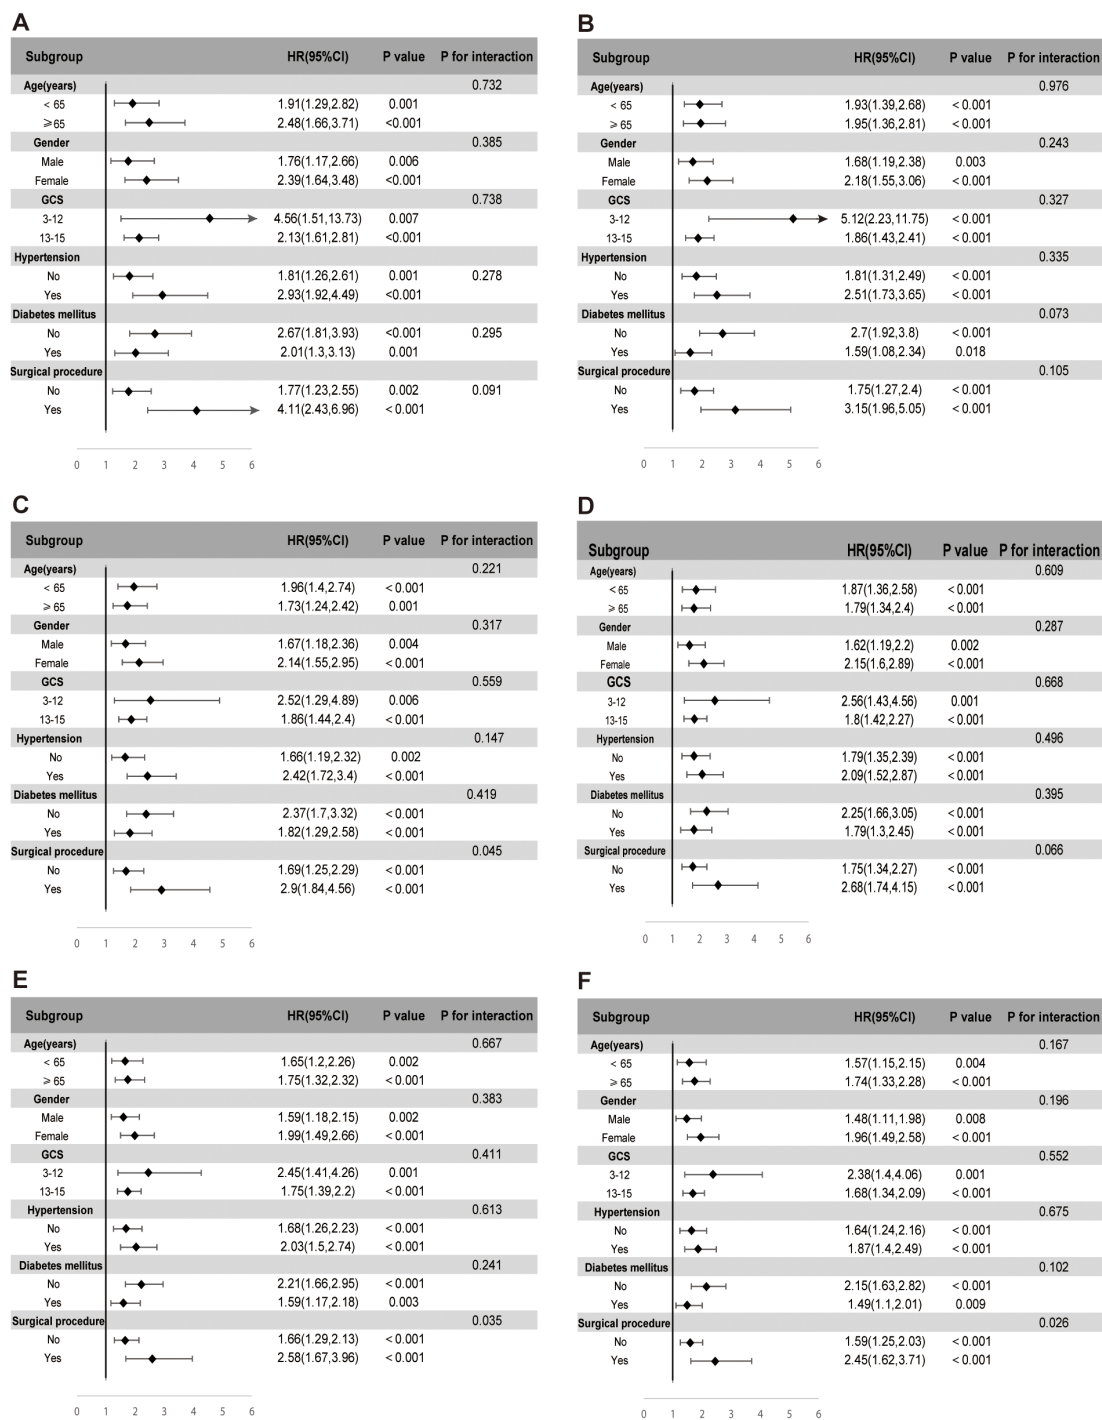 A
Subgroup HR(95%CI) P value P for interaction
Age(years) 0.732
< 65 1.91(1.29,2.82) 0.001
≥ 65 2.48(1.66,3.71) <0.001
Gender 0.385
Male 1.76(1.17,2.66) 0.006
Female 2.39(1.64,3.48) <0.001
GCS 0.738
3-12 4.56(1.51,13.73) 0.007
13-15 2.13(1.61,2.81) <0.001
Hypertension
No 1.81(1.26,2.61) 0.001 0.278
Yes 2.93(1.92,4.49) <0.001
Diabetes mellitus
No 2.67(1.81,3.93) <0.001 0.295
Yes 2.01(1.3,3.13) 0.001
Surgical procedure
No 1.77(1.23,2.55) 0.002 0.091
Yes 4.11(2.43,6.96) < 0.001
0 1 2 3 4 5 6
B
Subgroup HR(95%CI) P value P for interaction
Age(years) 0.976
< 65 1.93(1.39,2.68) < 0.001
≥ 65 1.95(1.36,2.81) < 0.001
Gender 0.243
Male 1.68(1.19,2.38) 0.003
Female 2.18(1.55,3.06) < 0.001
GCS 0.327
3-12 5.12(2.23,11.75) < 0.001
13-15 1.86(1.43,2.41) < 0.001
Hypertension 0.335
No 1.81(1.31,2.49) < 0.001
Yes 2.51(1.73,3.65) < 0.001
Diabetes mellitus 0.073
No 2.7(1.92,3.8) < 0.001
Yes 1.59(1.08,2.34) 0.018
Surgical procedure 0.105
No 1.75(1.27,2.4) < 0.001
Yes 3.15(1.96,5.05) < 0.001
0 1 2 3 4 5 6
C
Subgroup HR(95%CI) P value P for interaction
Age(years) 0.221
< 65 1.96(1.4,2.74) < 0.001
≥ 65 1.73(1.24,2.42) 0.001
Gender 0.317
Male 1.67(1.18,2.36) 0.004
Female 2.14(1.55,2.95) < 0.001
GCS 0.559
3-12 2.52(1.29,4.89) 0.006
13-15 1.86(1.44,2.4) < 0.001
Hypertension 0.147
No 1.66(1.19,2.32) 0.002
Yes 2.42(1.72,3.4) < 0.001
Diabetes mellitus 0.419
No 2.37(1.7,3.32) < 0.001
Yes 1.82(1.29,2.58) < 0.001
Surgical procedure 0.045
No 1.69(1.25,2.29) < 0.001
Yes 2.9(1.84,4.56) < 0.001
0 1 2 3 4 5 6
D
Subgroup HR(95%CI) P value P for interaction
Age(years) 0.609
< 65 1.87(1.36,2.58) < 0.001
≥ 65 1.79(1.34,2.4) < 0.001
Gender 0.287
Male 1.62(1.19,2.2) 0.002
Female 2.15(1.6,2.89) < 0.001
GCS 0.668
3-12 2.56(1.43,4.56) 0.001
13-15 1.8(1.42,2.27) < 0.001
Hypertension 0.496
No 1.79(1.35,2.39) < 0.001
Yes 2.09(1.52,2.87) < 0.001
Diabetes mellitus 0.395
No 2.25(1.66,3.05) < 0.001
Yes 1.79(1.3,2.45) < 0.001
Surgical procedure 0.066
No 1.75(1.34,2.27) < 0.001
Yes 2.68(1.74,4.15) < 0.001
0 1 2 3 4 5 6
E
Subgroup HR(95%CI) P value P for interaction
Age(years) 0.667
< 65 1.65(1.2,2.26) 0.002
≥ 65 1.75(1.32,2.32) < 0.001
Gender 0.383
Male 1.59(1.18,2.15) 0.002
Female 1.99(1.49,2.66) < 0.001
GCS 0.411
3-12 2.45(1.41,4.26) 0.001
13-15 1.75(1.39,2.2) < 0.001
Hypertension 0.613
No 1.68(1.26,2.23) < 0.001
Yes 2.03(1.5,2.74) < 0.001
Diabetes mellitus 0.241
No 2.21(1.66,2.95) < 0.001
Yes 1.59(1.17,2.18) 0.003
Surgical procedure 0.035
No 1.66(1.29,2.13) < 0.001
Yes 2.58(1.67,3.96) < 0.001
0 1 2 3 4 5 6
F
Subgroup HR(95%CI) P value P for interaction
Age(years) 0.167
< 65 1.57(1.15,2.15) 0.004
≥ 65 1.74(1.33,2.28) < 0.001
Gender 0.196
Male 1.48(1.11,1.98) 0.008
Female 1.96(1.49,2.58) < 0.001
GCS 0.552
3-12 2.38(1.4,4.06) 0.001
13-15 1.68(1.34,2.09) < 0.001
Hypertension 0.675
No 1.64(1.24,2.16) < 0.001
Yes 1.87(1.4,2.49) < 0.001
Diabetes mellitus 0.102
No 2.15(1.63,2.82) < 0.001
Yes 1.49(1.1,2.01) 0.009
Surgical procedure 0.026
No 1.59(1.25,2.03) < 0.001
Yes 2.45(1.62,3.71) < 0.001
0 1 2 3 4 5 6